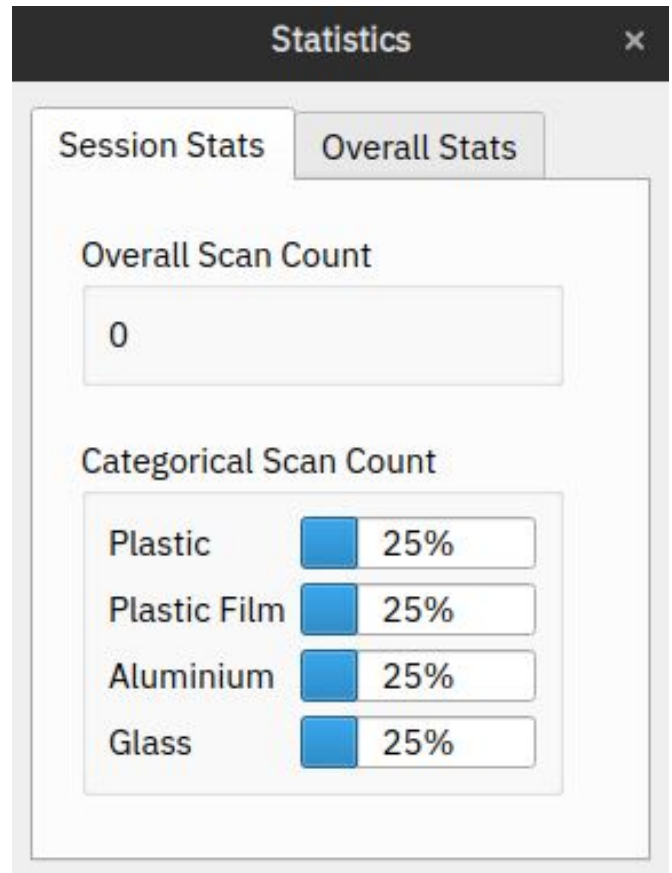 Statistics ×
Session Stats Overall Stats
Overall Scan Count
0
Categorical Scan Count
Plastic 25%
Plastic Film 25%
Aluminium 25%
Glass 25%